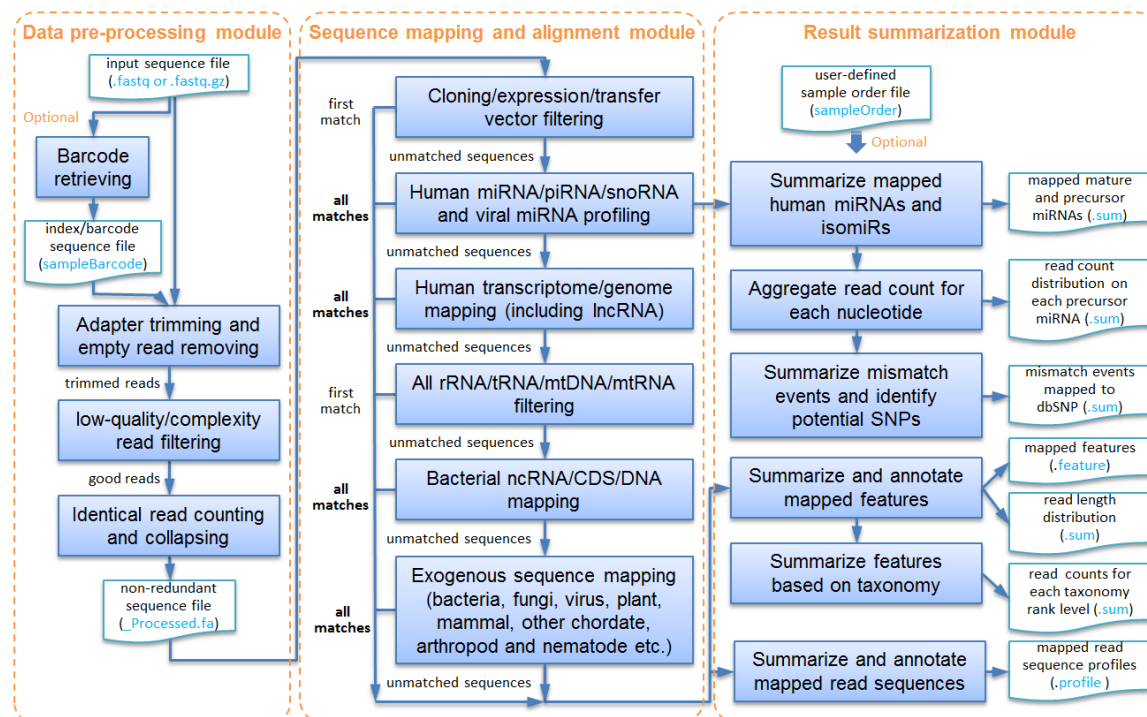 Data pre-processing module
input sequence file
(.fastq or .fastq.gz)
Optional
Barcode
retrieving
index/barcode
sequence file
(sampleBarcode)
Adapter trimming and
empty read removing
trimmed reads
low-quality/complexity
read filtering
good reads
Identical read counting
and collapsing
non-redundant
sequence file
(_Processed.fa)
Sequence mapping and alignment module
first
match
Cloning/expression/transfer
vector filtering
unmatched sequences
all
matches
Human miRNA/piRNA/snoRNA
and viral miRNA profiling
unmatched sequences
all
matches
Human transcriptome/genome
mapping (including lncRNA)
unmatched sequences
first
match
All rRNA/tRNA/mtDNA/mtRNA
filtering
unmatched sequences
all
matches
Bacterial ncRNA/CDS/DNA
mapping
unmatched sequences
all
matches
Exogenous sequence mapping
(bacteria, fungi, virus, plant,
mammal, other chordate,
arthropod and nematode etc.)
unmatched sequences
Result summarization module
user-defined
sample order file
(sampleOrder)
Optional
Summarize mapped
human miRNAs and
isomiRs
mapped mature
and precursor
miRNAs (.sum)
Aggregate read count for
each nucleotide
read count
distribution on
each precursor
miRNA (.sum)
Summarize mismatch
events and identify
potential SNPs
mismatch events
mapped to
dbSNP (.sum)
Summarize and annotate
mapped features
mapped features
(.feature)
read length
distribution
(.sum)
Summarize features
based on taxonomy
read counts for
each taxonomy
rank level (.sum)
Summarize and annotate
mapped read sequences
mapped read
sequence profiles
(.profile )